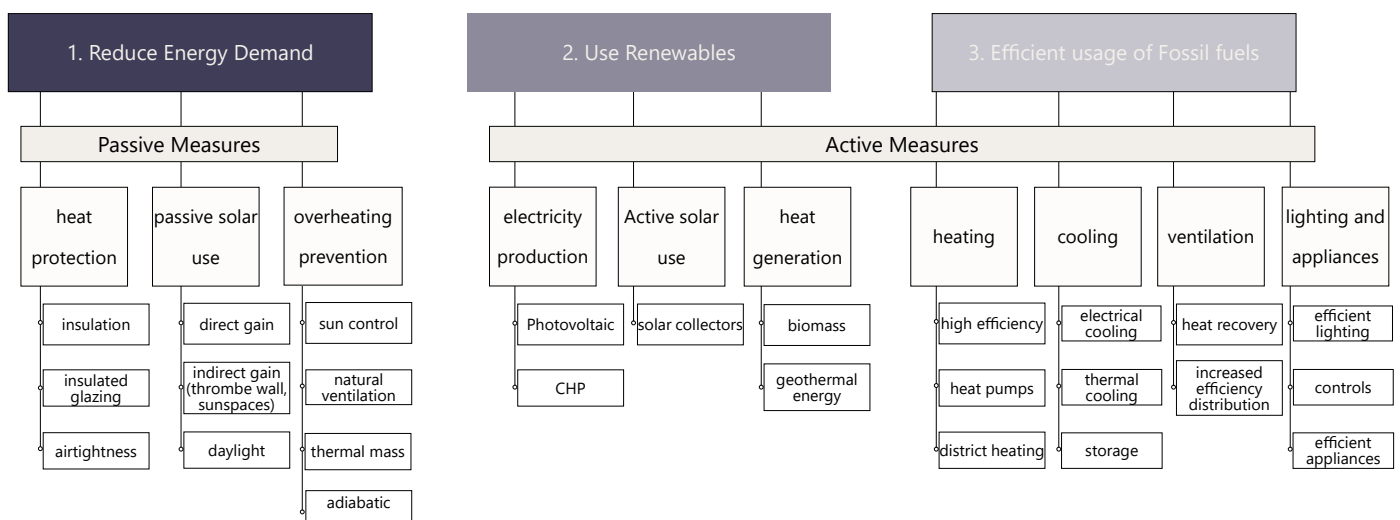 1. Reduce Energy Demand
2. Use Renewables
3. Efficient usage of Fossil fuels
Passive Measures
Active Measures
heat
protection
passive solar
use
overheating
prevention
electricity
production
Active solar
use
heat
generation
heating
cooling
ventilation
lighting and
appliances
insulation
insulated
glazing
airtightness
direct gain
indirect gain
(thrombe wall,
sunspaces)
daylight
sun control
natural
ventilation
thermal mass
adiabatic
Photovoltaic
CHP
solar collectors
biomass
geothermal
energy
high efficiency
heat pumps
district heating
electrical
cooling
thermal
cooling
storage
heat recovery
increased
efficiency
distribution
efficient
lighting
controls
efficient
appliances